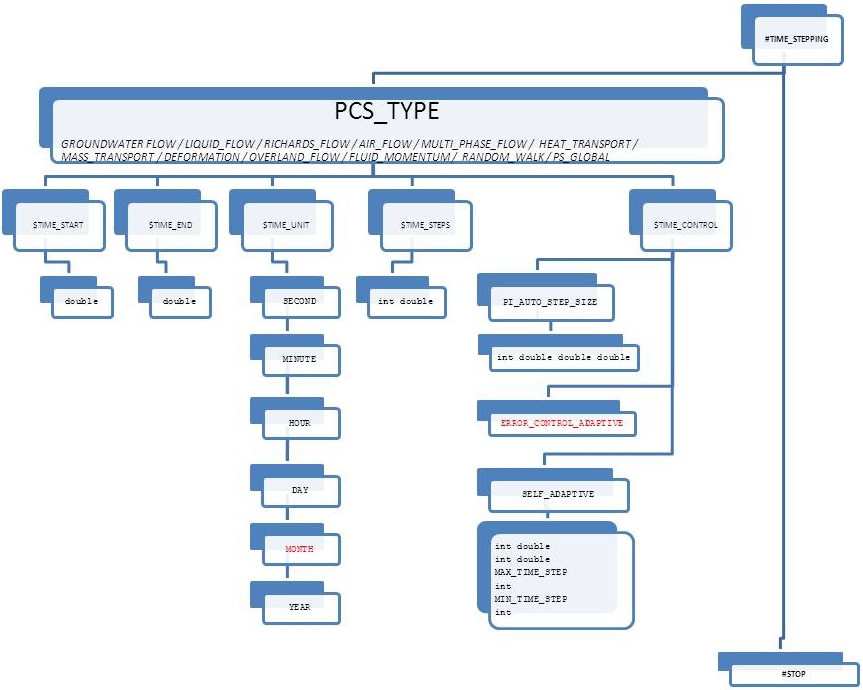 #TIME_STEPPING
PCS_TYPE
GROUNDWATER FLOW / LIQUID_FLOW / RICHARDS_FLOW / AIR_FLOW / MULTI_PHASE_FLOW / HEAT_TRANSPORT /
MASS_TRANSPORT / DEFORMATION / OVERLAND_FLOW / FLUID_MOMENTUM / RANDOM_WALK / PS_GLOBAL
$TIME_START
$TIME_END
$TIME_UNIT
$TIME_STEPS
$TIME_CONTROL
double
double
SECOND
MINUTE
HOUR
DAY
MONTH
YEAR
int double
PI_AUTO_STEP_SIZE
int double double double
ERROR_CONTROL_ADAPTIVE
SELF_ADAPTIVE
int double
int double
MAX_TIME_STEP
int
MIN_TIME_STEP
int
#STOP